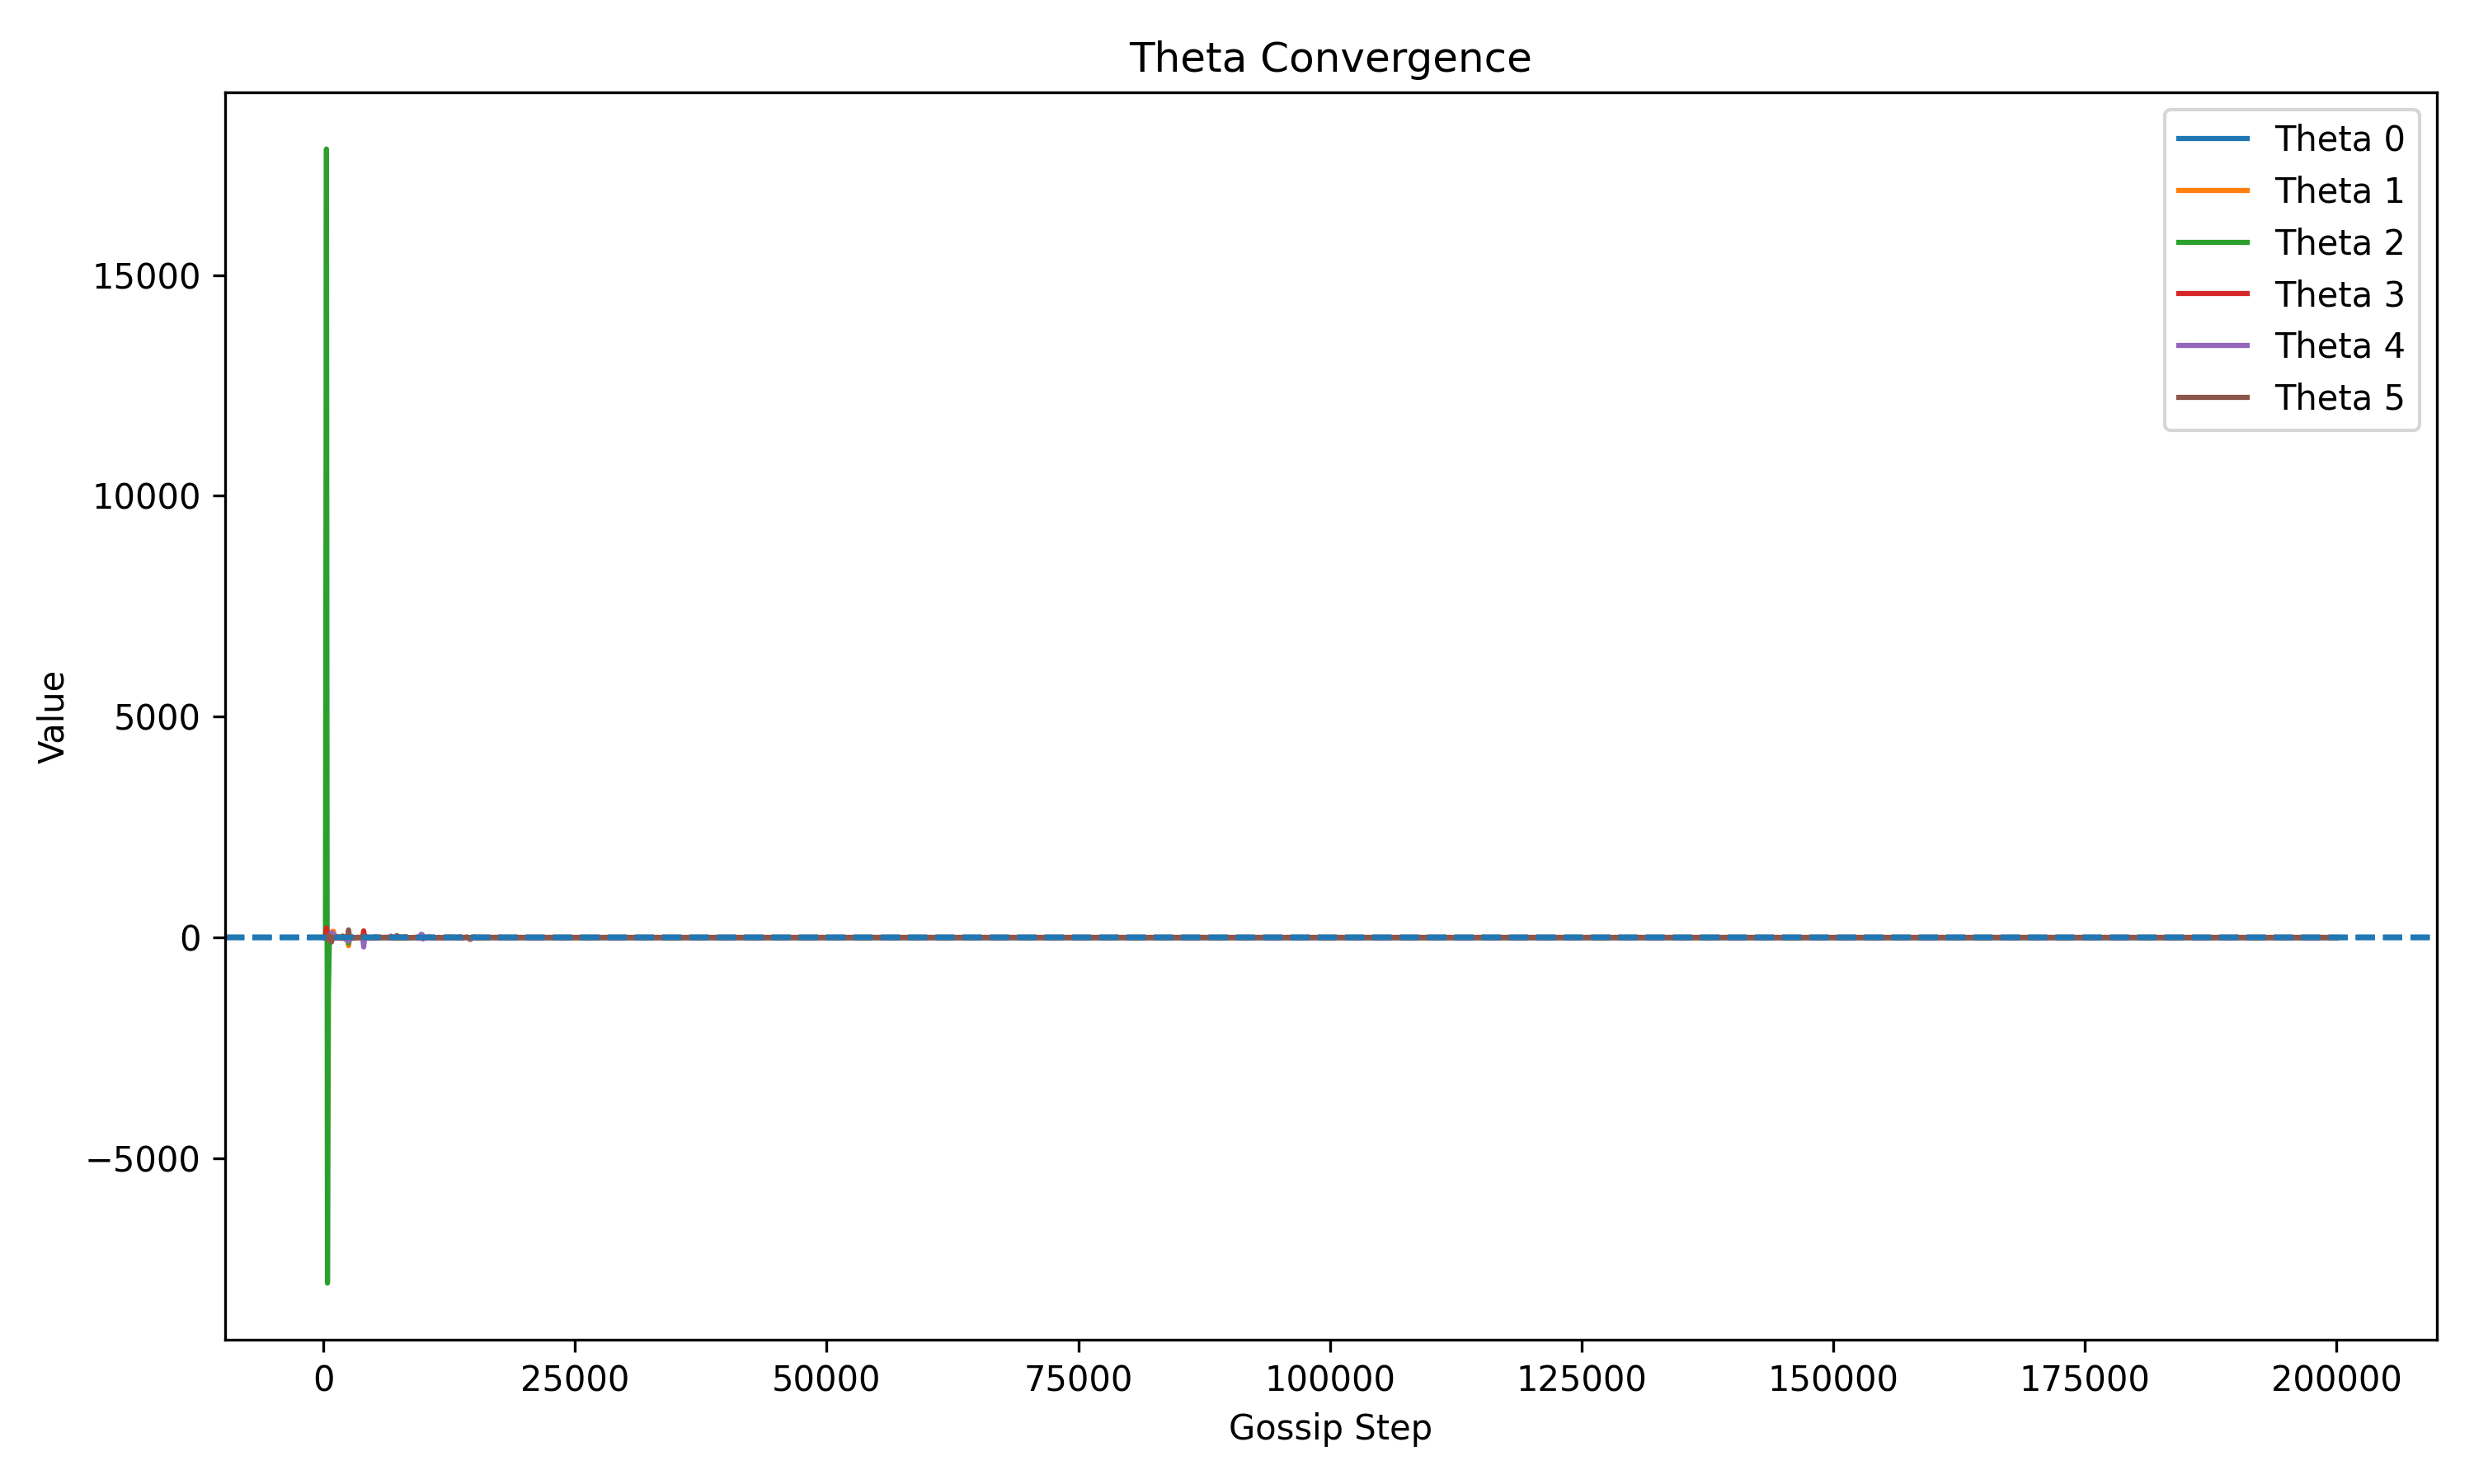 Theta Convergence
Theta 0
Theta 1
Theta 2
Theta 3
Theta 4
Theta 5
15000
10000
5000
0
−5000
Value
0 25000 50000 75000 100000 125000 150000 175000 200000
Gossip Step